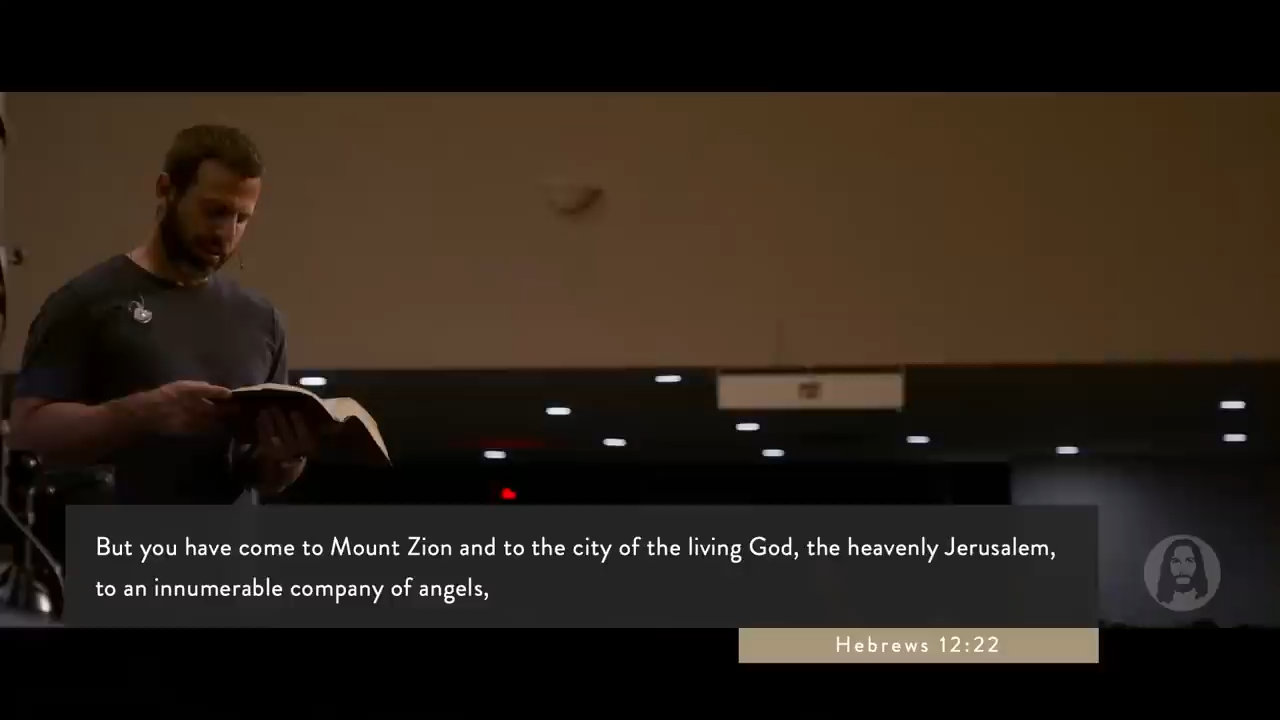 But you have come to Mount Zion and to the city of the living God, the heavenly Jerusalem,
to an innumerable company of angels,
Hebrews 12:22